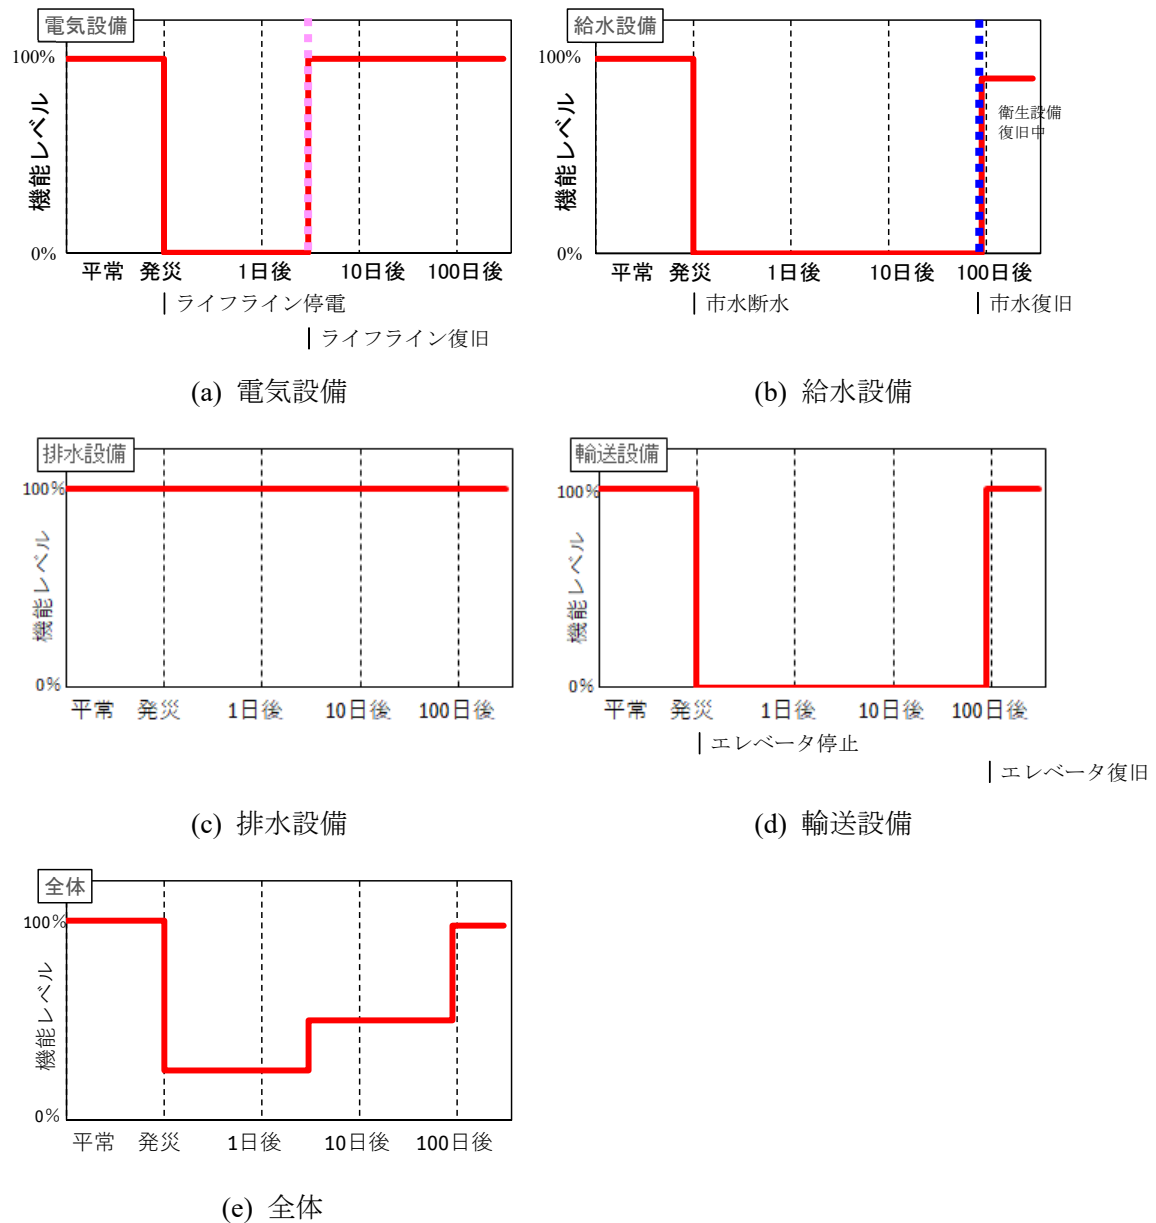 電気設備
100%
機能レベル
0%
平常 発災 1日後 10日後 100日後
ライフライン停電
ライフライン復旧
(a) 電気設備
給水設備
100%
機能レベル
衛生設備
復旧中
0%
平常 発災 1日後 10日後 100日後
市水断水 市水復旧
(b) 給水設備
排水設備
100%
機能レベル
0%
平常 発災 1日後 10日後 100日後
(c) 排水設備
輸送設備
100%
機能レベル
0%
平常 発災 1日後 10日後 100日後
エレベータ停止
エレベータ復旧
(d) 輸送設備
全体
100%
機能レベル
0%
平常 発災 1日後 10日後 100日後
(e) 全体